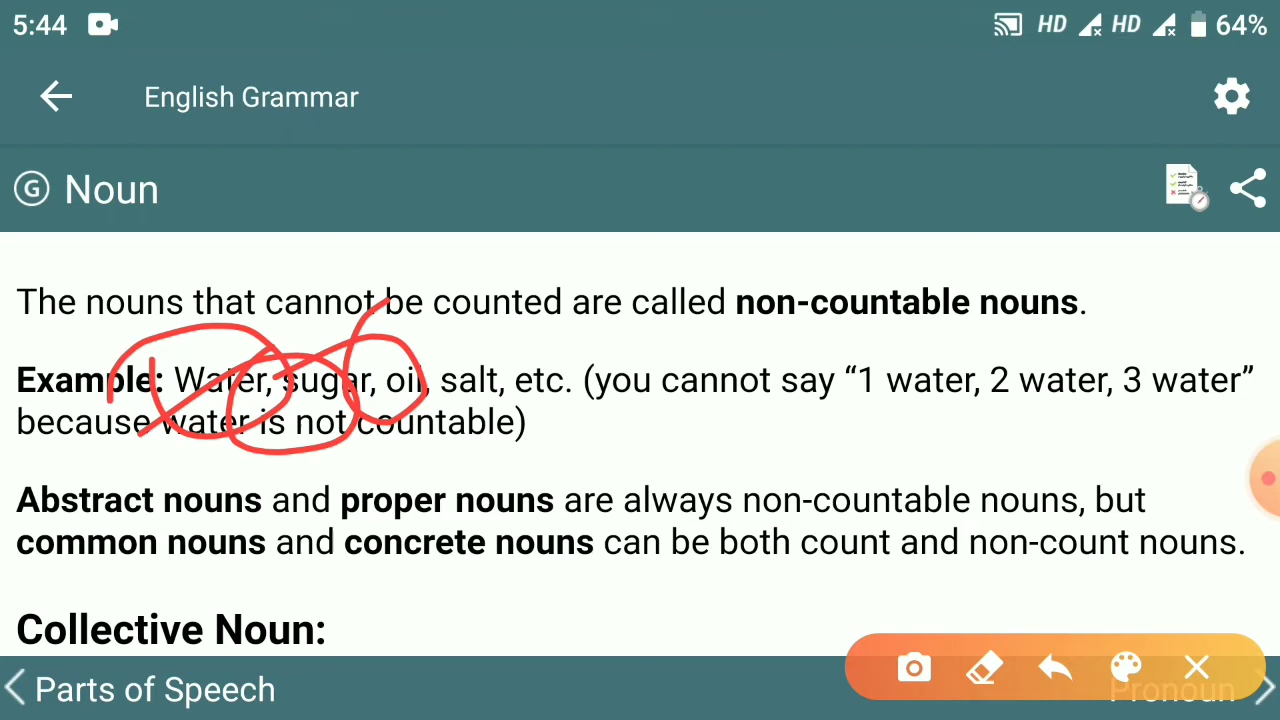 5:44 HD HD 64%
English Grammar
G Noun
The nouns that cannot be counted are called non-countable nouns.
Example: Water, sugar, oil, salt, etc. (you cannot say “1 water, 2 water, 3 water”
because water is not countable)
Abstract nouns and proper nouns are always non-countable nouns, but
common nouns and concrete nouns can be both count and non-count nouns.
Collective Noun:
Parts of Speech Pronoun